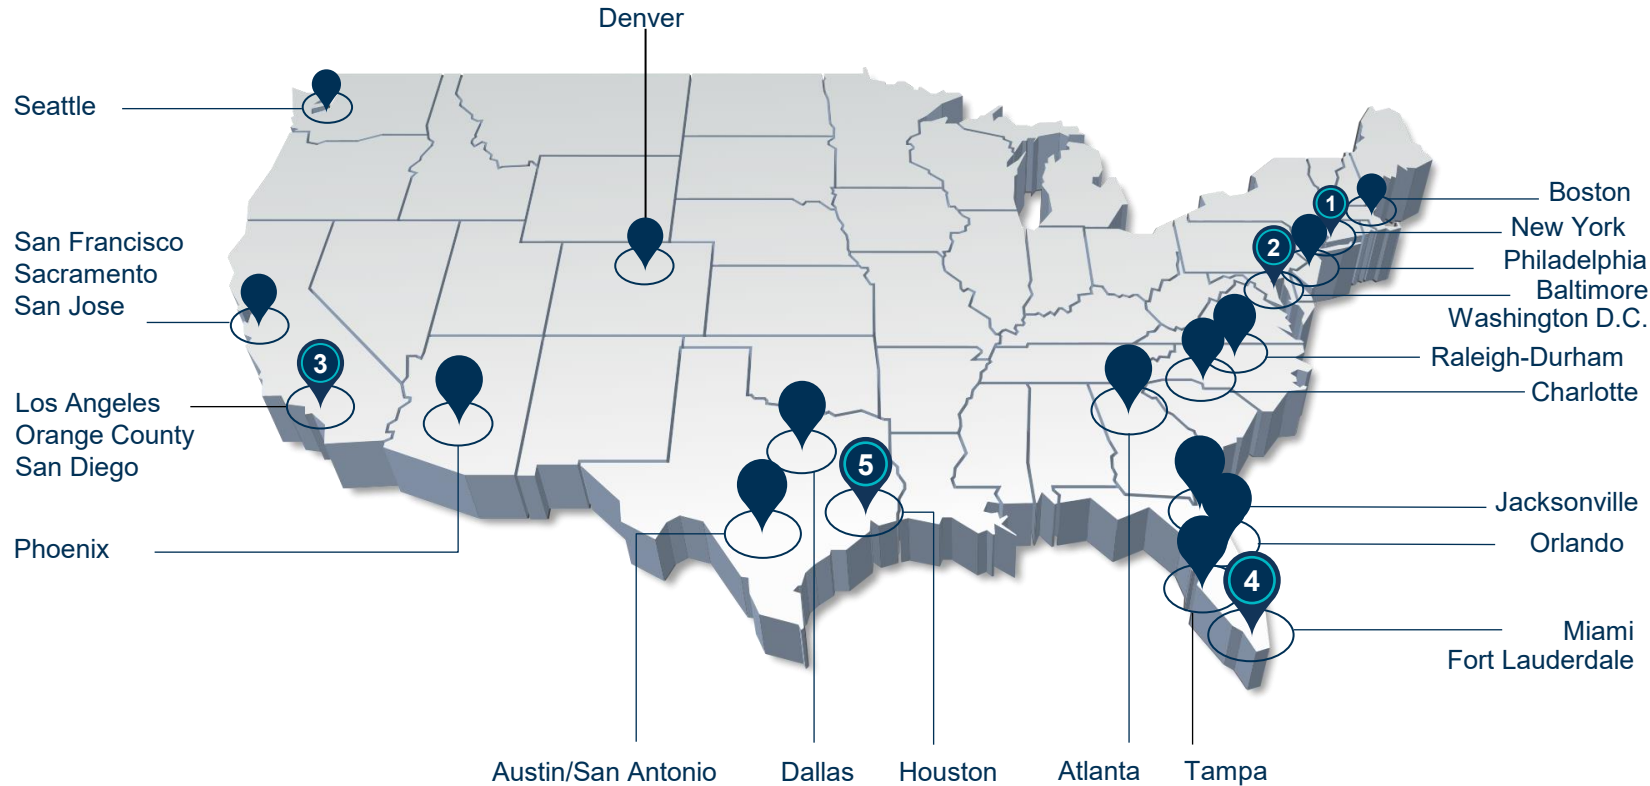 Denver
Seattle
San Francisco
Sacramento
San Jose
Los Angeles
Orange County
San Diego
Phoenix
3
5
1
2
4
Boston
New York
Philadelphia
Baltimore
Washington D.C.
Raleigh-Durham
Charlotte
Jacksonville
Orlando
Miami
Fort Lauderdale
Austin/San Antonio
Dallas
Houston
Atlanta
Tampa